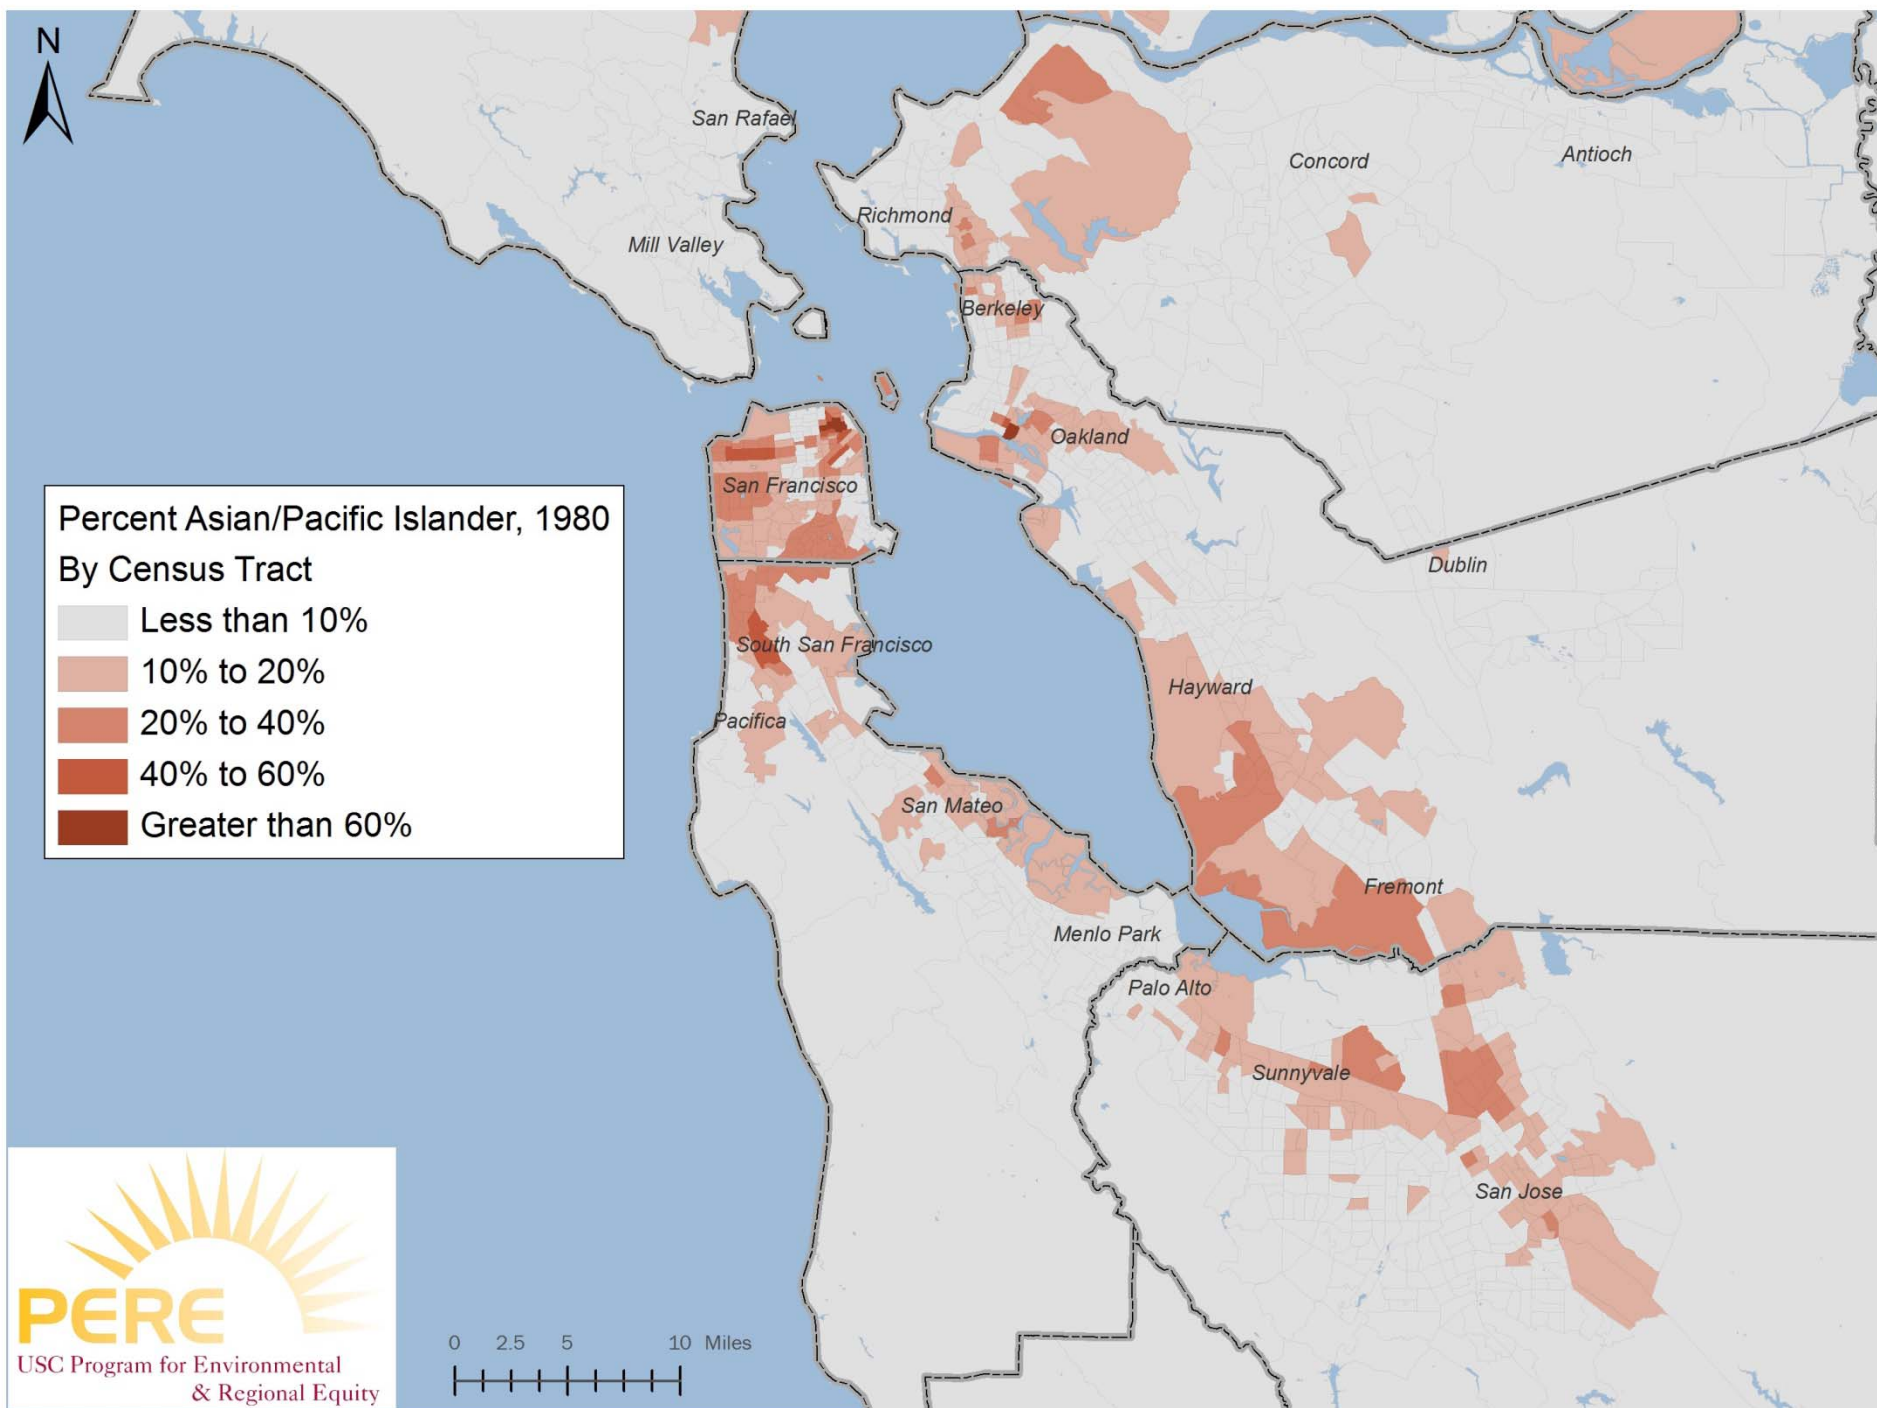 N
San Rafael
Concord
Antioch
Richmond
Mill Valley
Berkeley
Oakland
San Francisco
Percent Asian/Pacific Islander, 1980
By Census Tract
Less than 10%
10% to 20%
20% to 40%
40% to 60%
Greater than 60%
Dublin
South San Francisco
Hayward
Pacifica
San Mateo
Fremont
Menlo Park
Palo Alto
Sunnyvale
San Jose
PERE
USC Program for Environmental
& Regional Equity
0 2.5 5 10 Miles